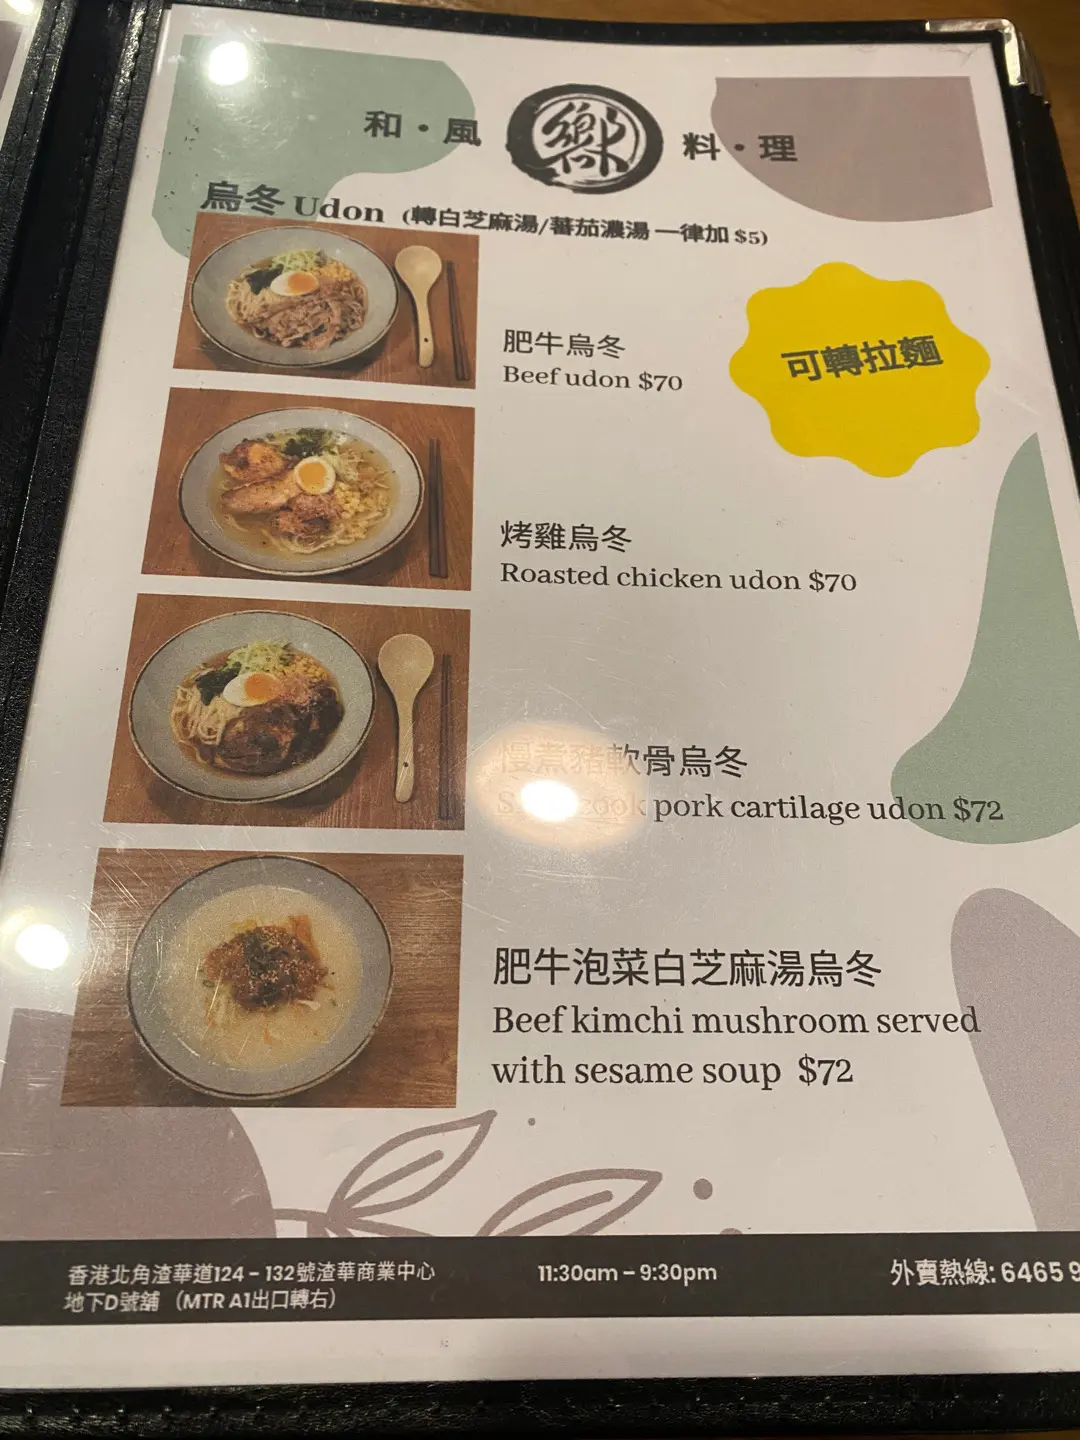 和・風 樂 料・理
烏冬 Udon (轉白芝麻湯/蕃茄濃湯 一律加 $5)
可轉拉麵
肥牛烏冬
Beef udon $70
烤雞烏冬
Roasted chicken udon $70
慢煮豬軟骨烏冬
cook pork cartilage udon $72
肥牛泡菜白芝麻湯烏冬
Beef kimchi mushroom served
with sesame soup $72
香港北角渣華道124 – 132號渣華商業中心
地下D號舖 （MTR A1出口轉右）
11:30am – 9:30pm
外賣熱線: 6465 9